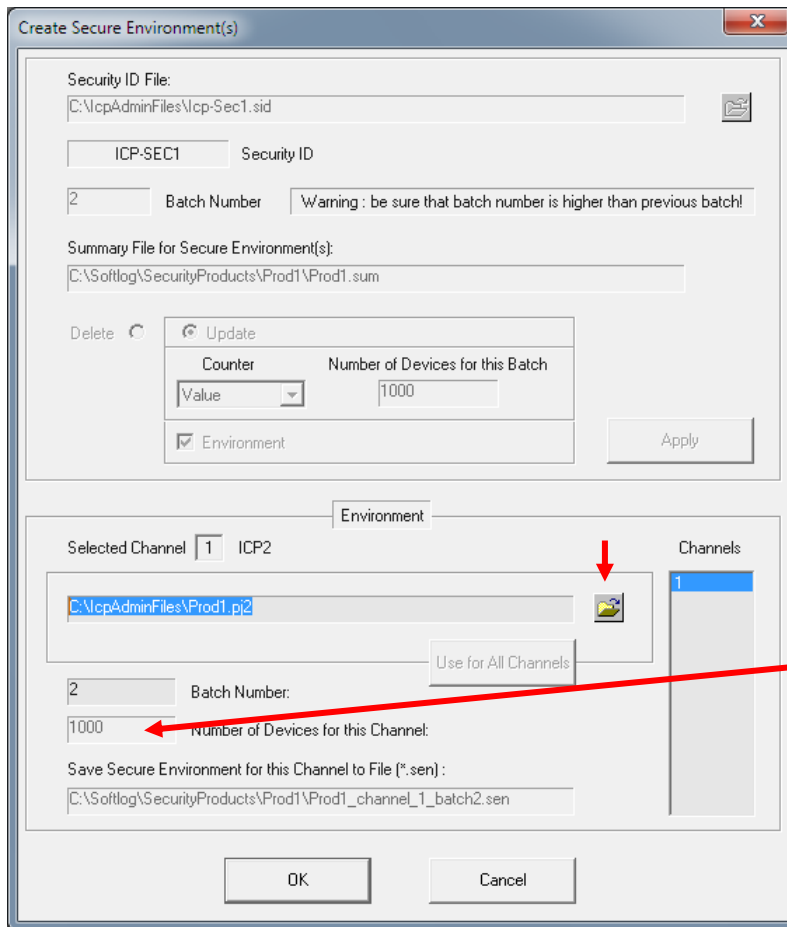 Create Secure Environment(s)
Security ID File:
C:\IcpAdminFiles\Icp-Sec1.sid
ICP-SEC1 Security ID
2 Batch Number Warning : be sure that batch number is higher than previous batch!
Summary File for Secure Environment(s):
C:\Softlog\SecurityProducts\Prod1\Prod1.sum
Delete Update
Counter Number of Devices for this Batch
Value 1000
Environment Apply
Environment
Selected Channel 1 ICP2 Channels
1
C:\IcpAdminFiles\Prod1.pj2
Use for All Channels
2 Batch Number:
1000 Number of Devices for this Channel:
Save Secure Environment for this Channel to File (*.sen) :
C:\Softlog\SecurityProducts\Prod1\Prod1_channel_1_batch2.sen
OK Cancel